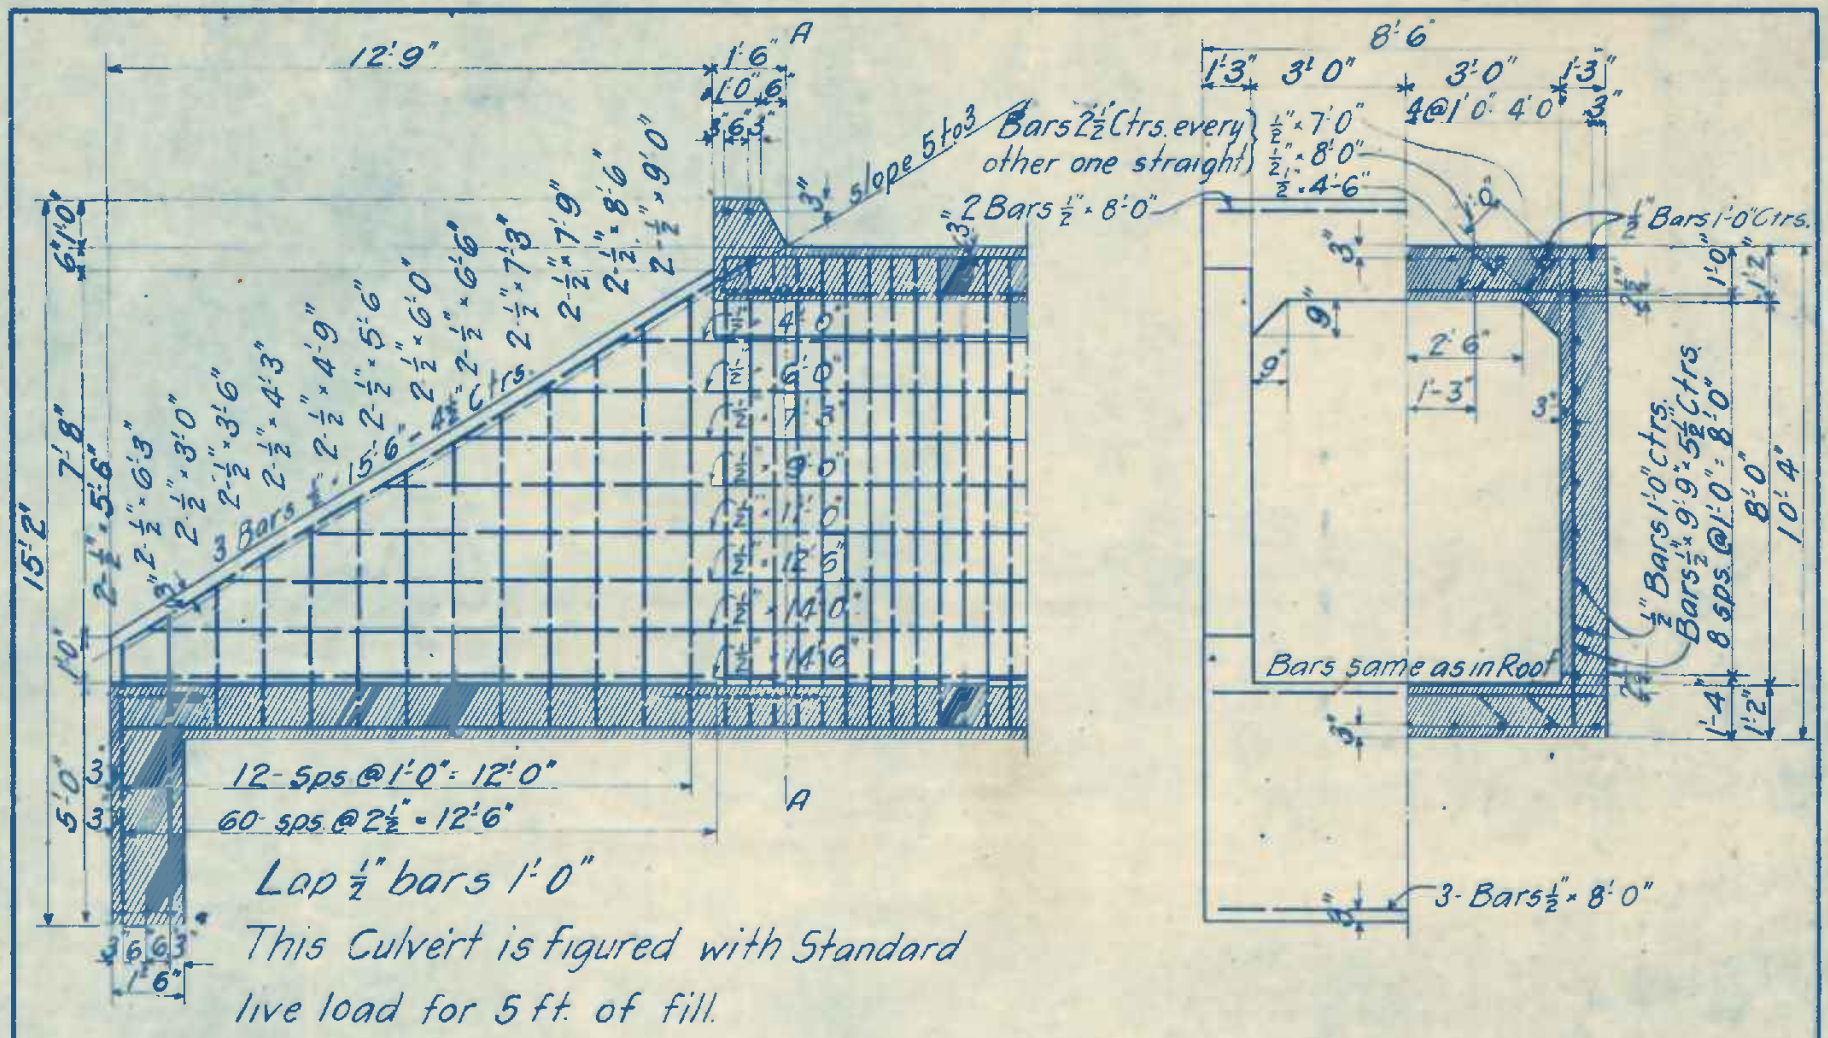 12'-9"
1'-6"
A
1'-0"
6"
3" 6" 3"
slope 5 to 3
3"
3"
15'-2"
6" 1'-0"
7'-8"
1'-0"
5'-0"
2-½" × 5'-6"
2-½" × 6'-3"
2-½" × 3'-0"
2-½" × 3'-6"
2-½" × 4'-3"
2-½" × 4'-9"
2-½" × 5'-6"
2-½" × 6'-0"
2-½" × 6'-6"
2-½" × 7'-3"
2-½" × 7'-9"
2-½" × 8'-6"
2-½" × 9'-0"
3"
3 Bars ½" = 15'-6" - 4½" Ctrs.
½" × 4'-0"
½" × 6'-0"
½" × 11'-0"
½" × 14'-0"
½" × 14'-6"
3"
3"
12-Sps @ 1'-0" = 12'-0"
60-sps. @ 2½" = 12'-6"
A
3" 6" 6" 3"
1'-6"
Lap ½" bars 1'-0"
This Culvert is figured with Standard
live load for 5 ft. of fill.
8'-6"
1'-3" 3'-0" 3'-0" 1'-3"
4 @ 1'-0" = 4'-0" 3"
Bars 2½ Ctrs. every
other one straight
½" × 7'-0"
½" × 8'-0"
½" × 4'-6"
2 Bars ½" × 8'-0"
1'-0"
½" Bars 1'-0" Ctrs.
3"
1'-0"
1'-2"
2½"
9"
9"
2'-6"
1'-3"
3"
½" Bars 1'-0" ctrs.
Bars ½" × 9'-9" × 5½" Ctrs.
8 sps. @ 1'-0" = 8'-0"
8'-0"
10'-4"
Bars same as in Roof
2½"
1'-4"
1'-2"
3"
3-Bars ½" × 8'-0"
3"